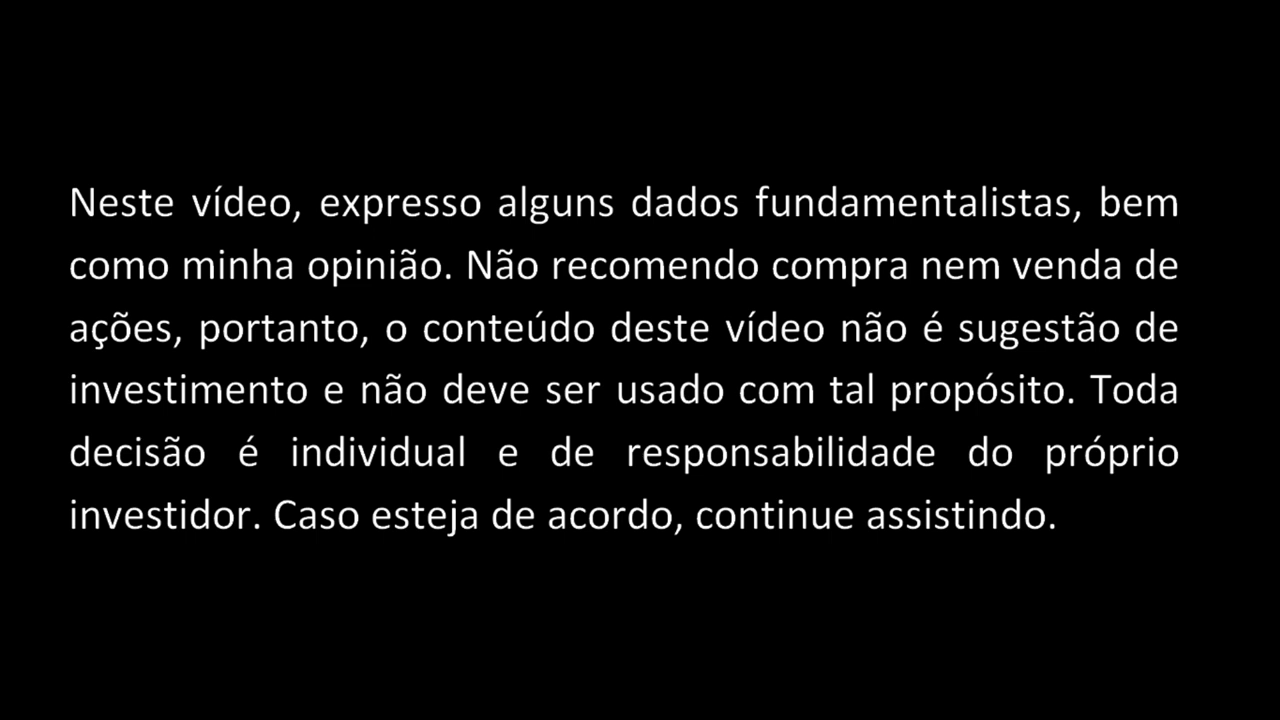 Neste vídeo, expresso alguns dados fundamentalistas, bem
como minha opinião. Não recomendo compra nem venda de
ações, portanto, o conteúdo deste vídeo não é sugestão de
investimento e não deve ser usado com tal propósito. Toda
decisão é individual e de responsabilidade do próprio
investidor. Caso esteja de acordo, continue assistindo.